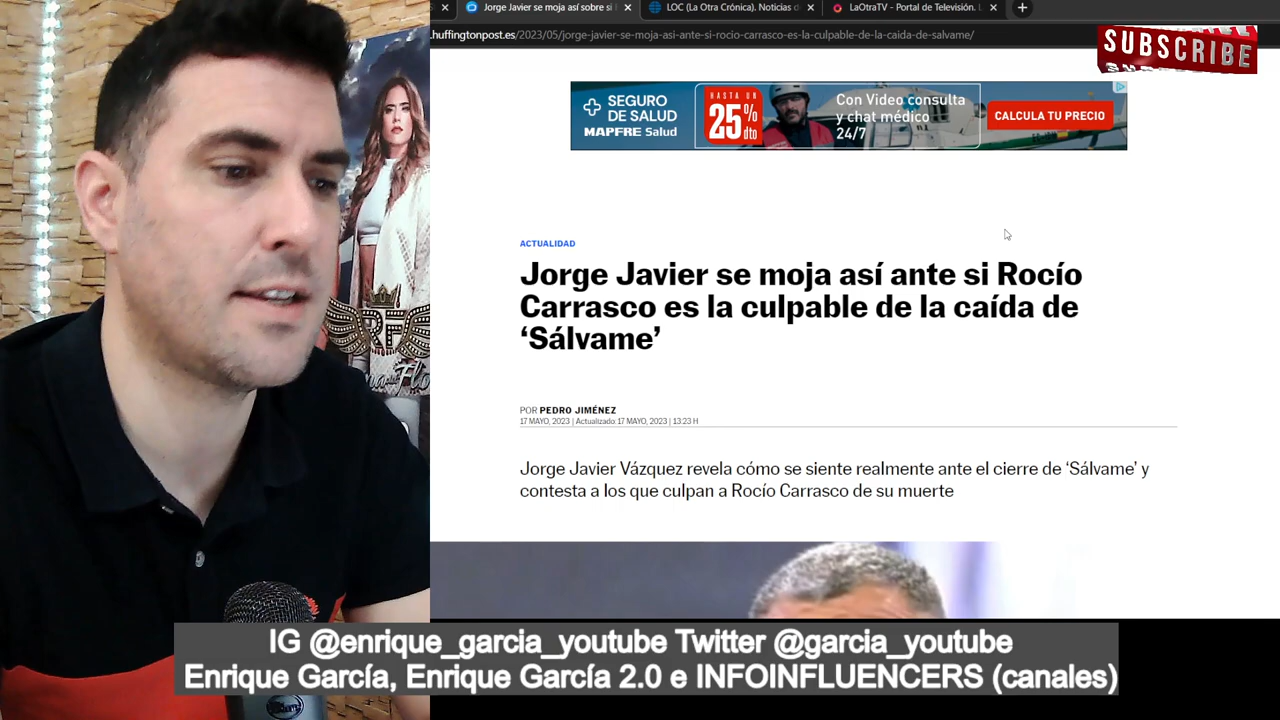 Jorge Javier se moja así sobre si
LOC (La Otra Crónica). Noticias d
LaOtraTV - Portal de Televisión.
huffingtonpost.es/2023/05/jorge-javier-se-moja-asi-ante-si-rocio-carrasco-es-la-culpable-de-la-caida-de-salvame/
SUBSCRIBE
SEGURO
DE SALUD
MAPFRE Salud
HASTA UN
25%
dto
Con Video consulta
y chat médico
24/7
CALCULA TU PRECIO
ACTUALIDAD
Jorge Javier se moja así ante si Rocío
Carrasco es la culpable de la caída de
‘Sálvame’
POR PEDRO JIMÉNEZ
17 MAYO, 2023 | Actualizado 17 MAYO, 2023 | 13:23 H
Jorge Javier Vázquez revela cómo se siente realmente ante el cierre de ‘Sálvame’ y
contesta a los que culpan a Rocío Carrasco de su muerte
RF
Flo
IG @enrique_garcia_youtube Twitter @garcia_youtube
Enrique García, Enrique García 2.0 e INFOINFLUENCERS (canales)